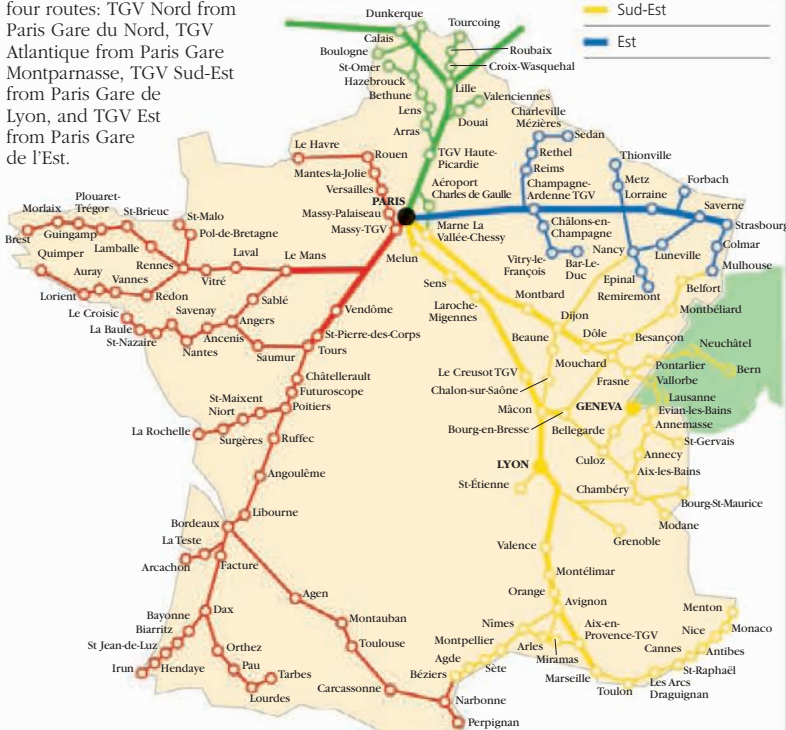 four routes: TGV Nord from
Paris Gare du Nord, TGV
Atlantique from Paris Gare
Montparnasse, TGV Sud-Est
from Paris Gare de
Lyon, and TGV Est
from Paris Gare
de l'Est.
Sud-Est
Est
Dunkerque
Tourcoing
Calais
Boulogne
Roubaix
St-Omer
Croix-Wasquehal
Hazebrouck
Lille
Bethune
Valenciennes
Lens
Douai
Charleville
Mézières
Arras
Sedan
Le Havre
Rouen
TGV Haute-
Picardie
Rethel
Thionville
Mantes-la-Jolie
Reims
Metz
Forbach
Versailles
Aéroport
Charles de Gaulle
Champagne-
Ardenne TGV
Lorraine
PARIS
Saverne
Massy-Palaiseau
Massy-TGV
Marne La
Vallée-Chessy
Châlons-en-
Champagne
Strasbourg
Morlaix
Plouaret-
Trégor
St-Brieuc
St-Malo
Brest
Guingamp
Lamballe
Pol-de-Bretagne
Melun
Vitry-le-
François
Bar-Le-
Duc
Nancy
Luneville
Colmar
Quimper
Auray
Vannes
Rennes
Laval
Le Mans
Sens
Epinal
Mulhouse
Lorient
Redon
Vitré
Remiremont
Belfort
Le Croisic
Savenay
Sablé
Vendôme
Laroche-
Migennes
Montbard
Montbéliard
La Baule
Angers
St-Pierre-des-Corps
Dijon
St-Nazaire
Ancenis
Beaune
Dôle
Besançon
Neuchâtel
Nantes
Saumur
Tours
Mouchard
Pontarlier
Bern
Châtellerault
Le Creusot TGV
Frasne
Vallorbe
Futuroscope
Chalon-sur-Saône
Lausanne
St-Maixent
Niort
Poitiers
Mâcon
GENEVA
Evian-les-Bains
La Rochelle
Surgères
Ruffec
Bourg-en-Bresse
Bellegarde
Annemasse
St-Gervais
Annecy
LYON
Culoz
Aix-les-Bains
Angoulême
St-Étienne
Chambéry
Bourg-St-Maurice
Libourne
Modane
Bordeaux
Grenoble
La Teste
Valence
Arcachon
Facture
Montélimar
Agen
Orange
Avignon
Bayonne
Dax
Montauban
Nîmes
Aix-en-
Provence-TGV
Menton
Biarritz
Toulouse
Montpellier
Nice
Monaco
St Jean-de-Luz
Orthez
Agde
Arles
Cannes
Antibes
Irun
Hendaye
Pau
Tarbes
Béziers
Sète
Miramas
St-Raphaël
Lourdes
Carcassonne
Marseille
Les Arcs
Draguignan
Narbonne
Toulon
Perpignan